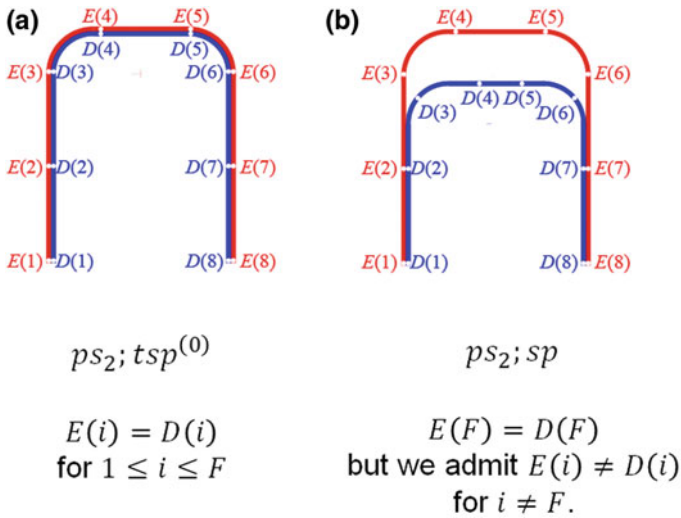 (a)
E(4) E(5)
D(4) D(5)
E(3) D(3) D(6) E(6)
E(2) D(2) D(7) E(7)
E(1) D(1) D(8) E(8)
ps₂; tsp⁽⁰⁾
E(i) = D(i)
for 1 ≤ i ≤ F
(b)
E(4) E(5)
E(3) E(6)
D(3) D(4) D(5) D(6)
E(2) D(2) D(7) E(7)
E(1) D(1) D(8) E(8)
ps₂; sp
E(F) = D(F)
but we admit E(i) ≠ D(i)
for i ≠ F.